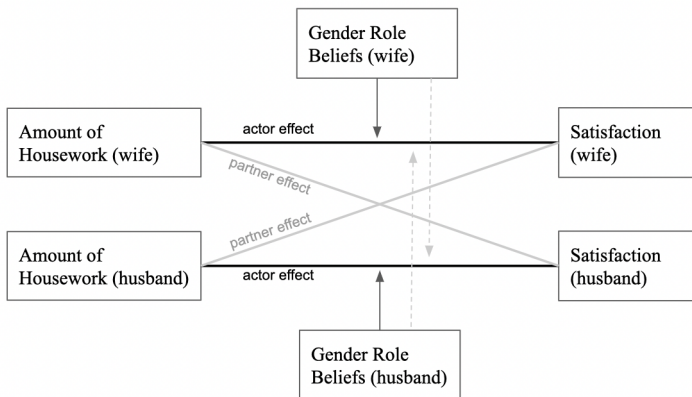 Gender Role
Beliefs (wife)
Amount of
Housework (wife)
actor effect
Satisfaction
(wife)
partner effect
partner effect
Amount of
Housework (husband)
actor effect
Satisfaction
(husband)
Gender Role
Beliefs (husband)